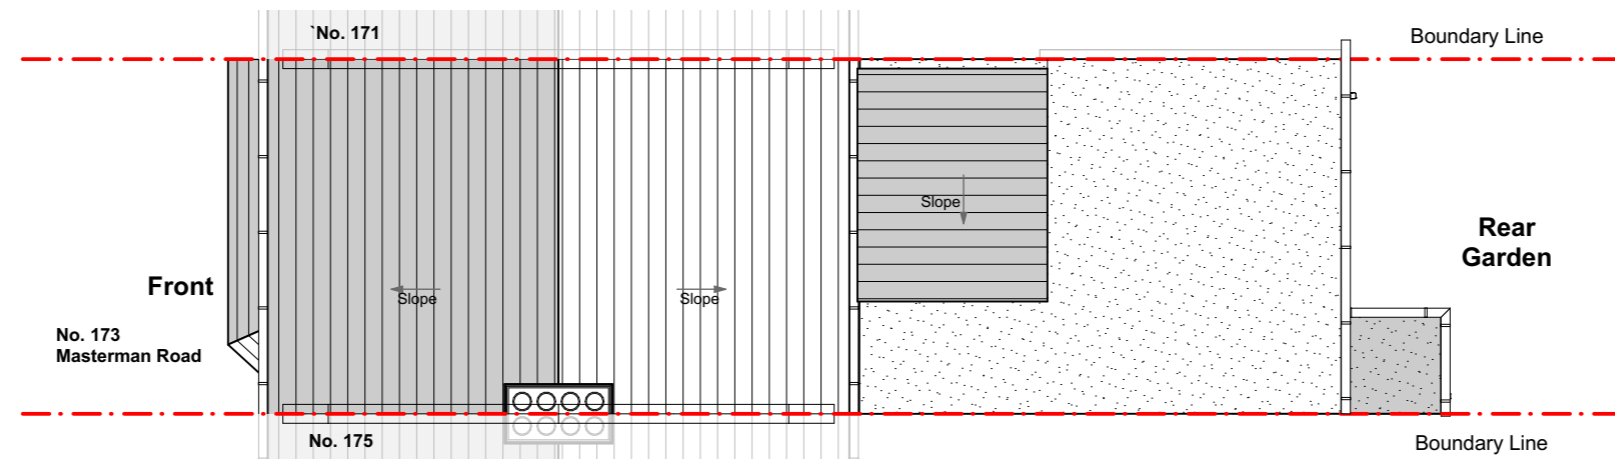 `No. 171
Boundary Line
Slope
Rear
Garden
Front
Slope
Slope
No. 173
Masterman Road
No. 175
Boundary Line